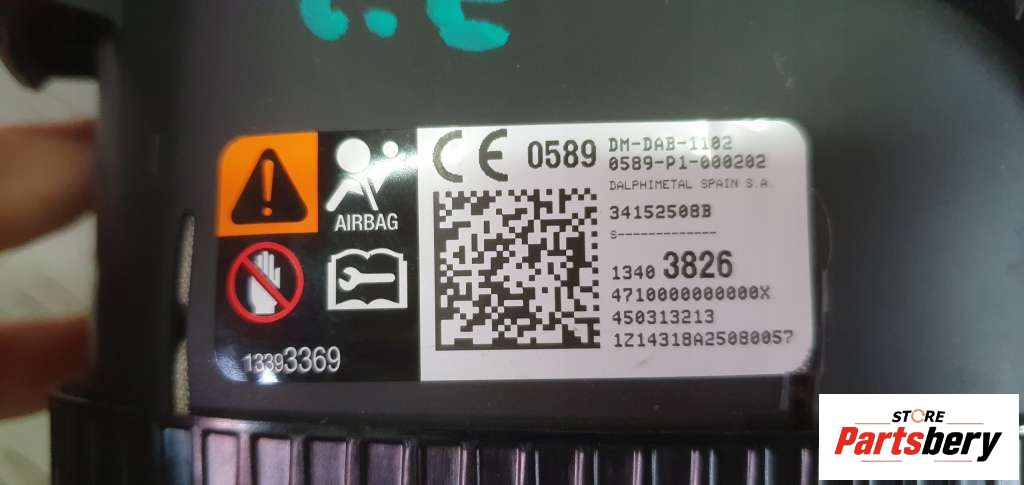 CE 0589
DM-DAB-1102
0589-P1-000202
DALPHIMETAL SPAIN S.A.
34152508B
S-------------
1340 3826
4710000000000X
450313213
1Z14318A25080057
AIRBAG
13393369
STORE
Partsbery